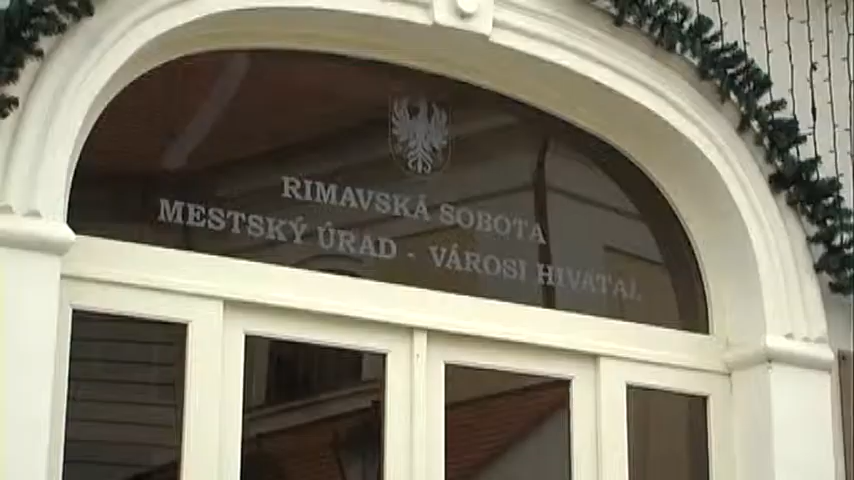 RIMAVSKÁ SOBOTA
MESTSKÝ ÚRAD - VÁROSI HIVATAL